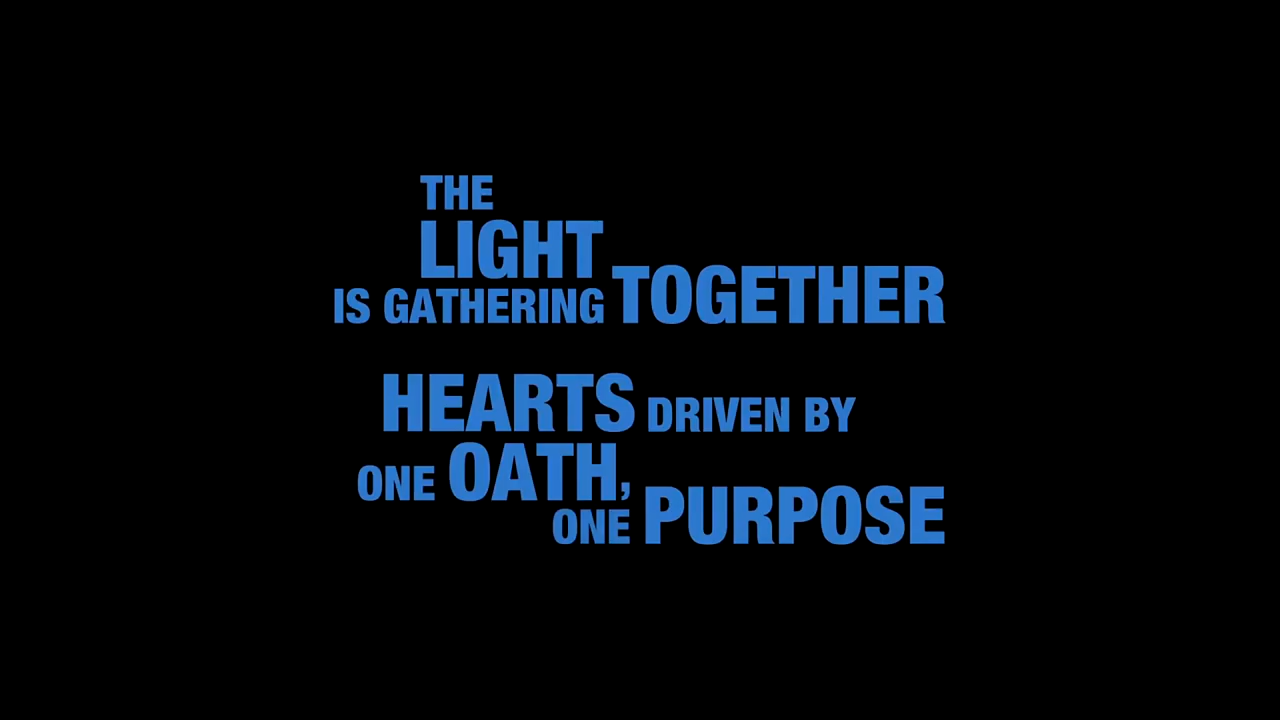 THE
LIGHT
IS GATHERING TOGETHER
HEARTS DRIVEN BY
ONE OATH,
ONE PURPOSE